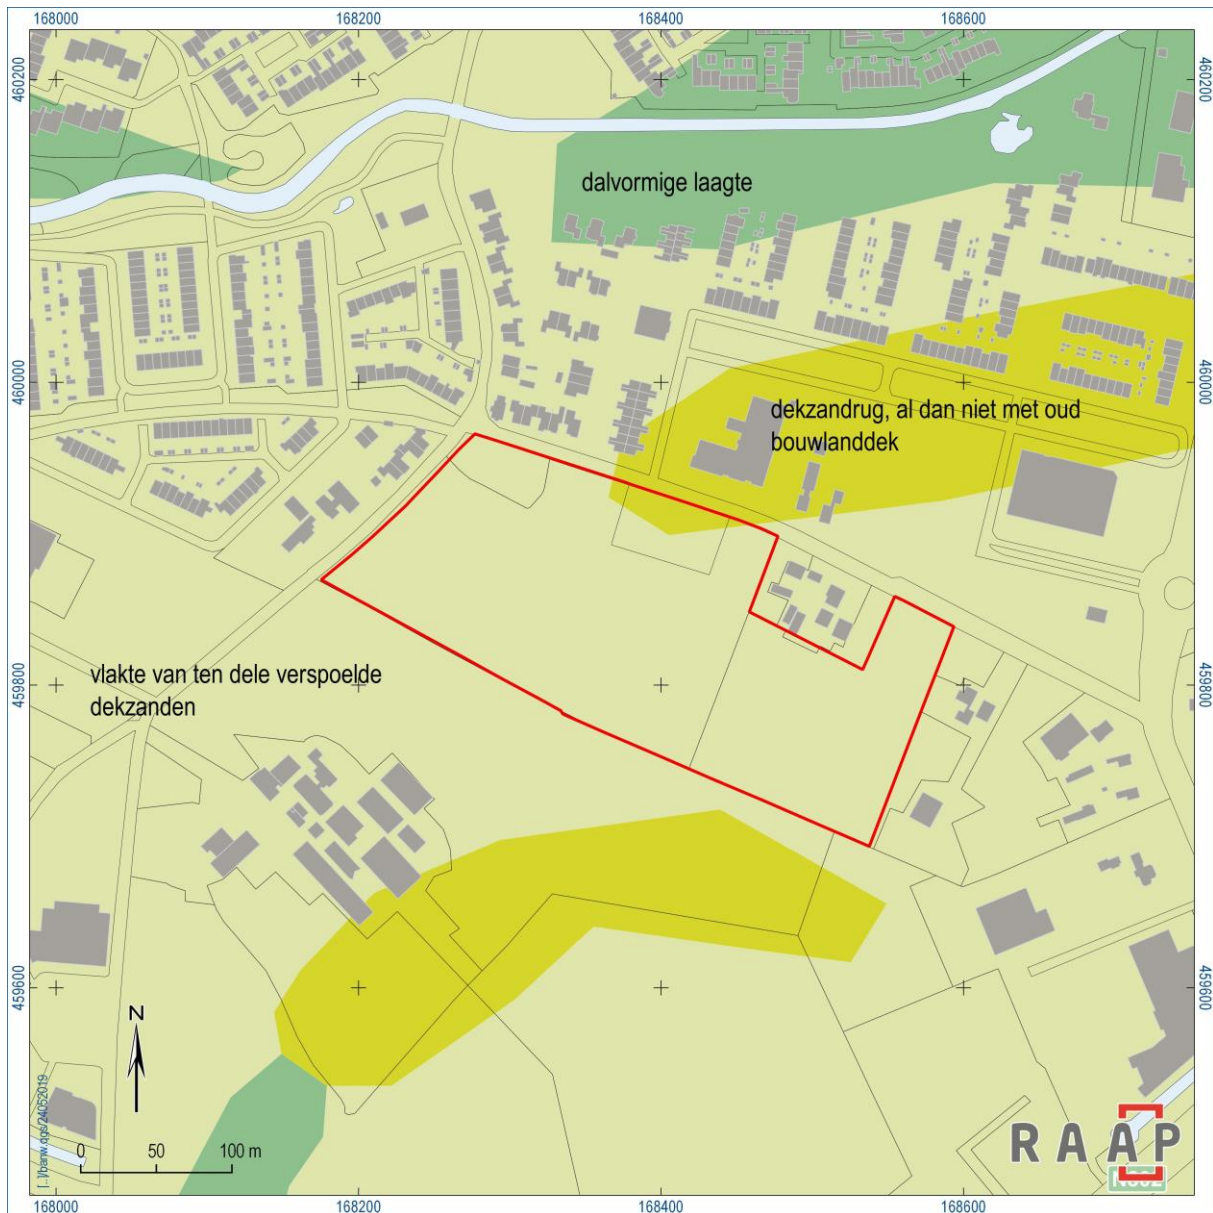 168000
168200
168400
168600
460200
460200
dalvormige laagte
460000
460000
dekzandrug, al dan niet met oud
bouwlanddek
vlakte van ten dele verspoelde
dekzanden
459800
459800
459600
459600
N
0
50
100 m
RAAP
168000
168200
168400
168600